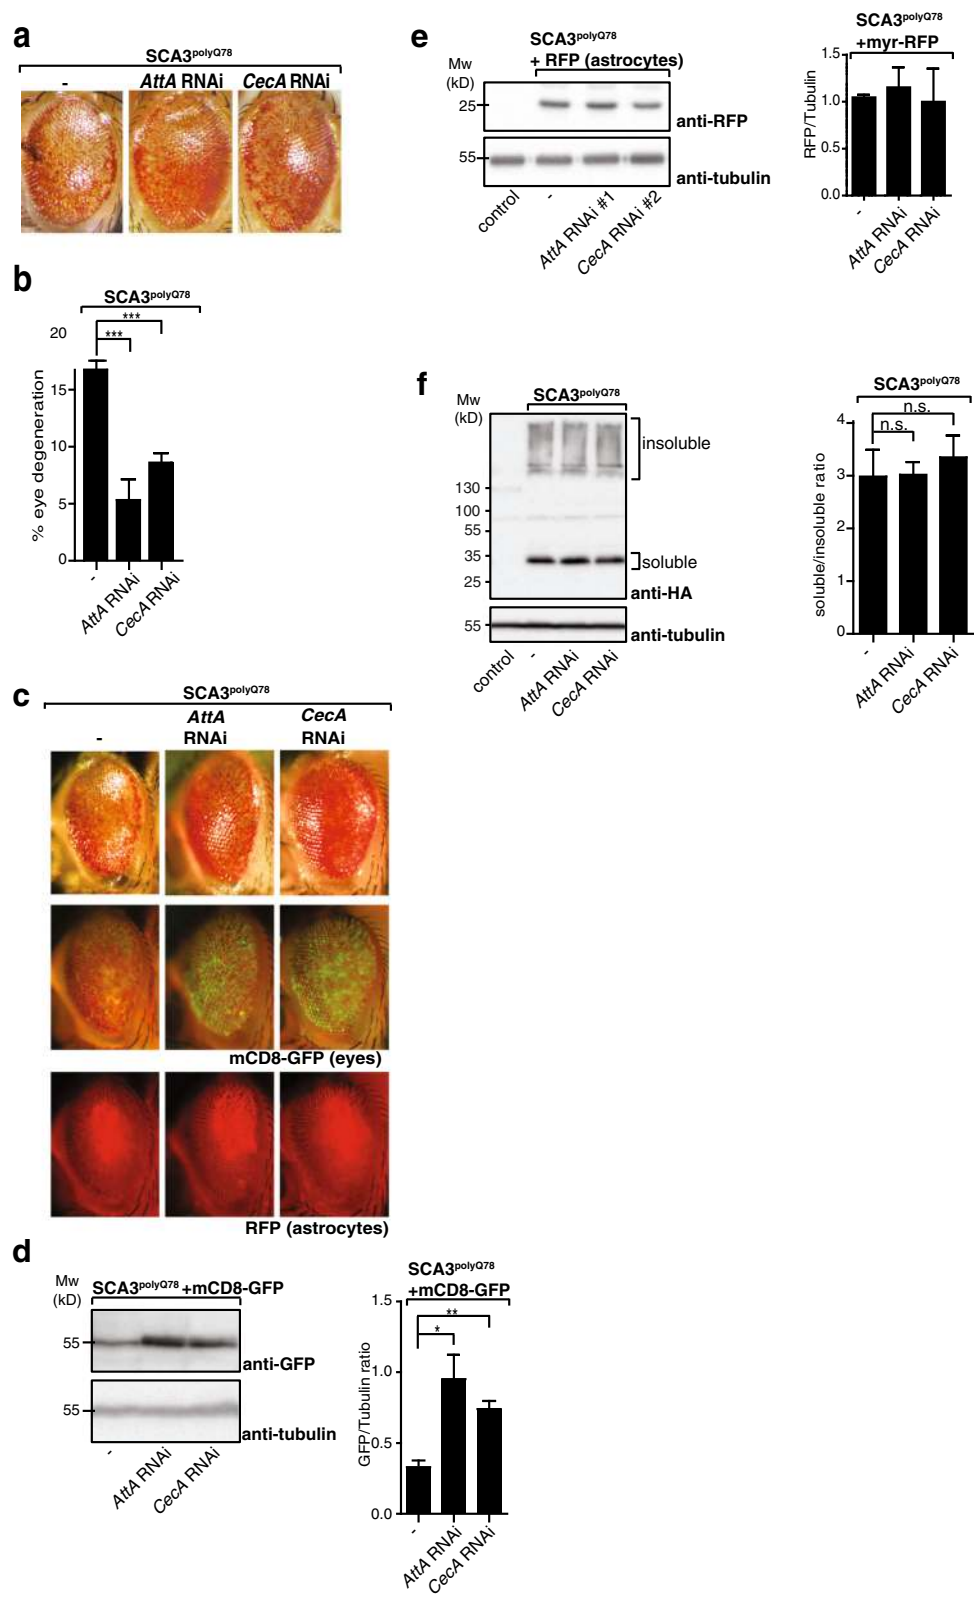 a
SCA3polyQ78
- AttA RNAi CecA RNAi
b
SCA3polyQ78
***
***
20
15
10
5
0
% eye degeneration
-
AttA RNAi
CecA RNAi
c
SCA3polyQ78
- AttA RNAi CecA RNAi
mCD8-GFP (eyes)
RFP (astrocytes)
d
Mw (kD)
SCA3polyQ78 +mCD8-GFP
55
anti-GFP
55
anti-tubulin
-
AttA RNAi
CecA RNAi
SCA3polyQ78
+mCD8-GFP
**
*
1.5
1.0
0.5
0.0
GFP/Tubulin ratio
-
AttA RNAi
CecA RNAi
e
Mw (kD)
SCA3polyQ78
+ RFP (astrocytes)
25
anti-RFP
55
anti-tubulin
control
-
AttA RNAi #1
CecA RNAi #2
SCA3polyQ78
+myr-RFP
1.5
1.0
0.5
0.0
RFP/Tubulin
-
AttA RNAi
CecA RNAi
f
Mw (kD)
SCA3polyQ78
insoluble
130
100
55
35
soluble
25
anti-HA
55
anti-tubulin
control
-
AttA RNAi
CecA RNAi
SCA3polyQ78
n.s.
n.s.
4
3
2
1
0
soluble/insoluble ratio
-
AttA RNAi
CecA RNAi